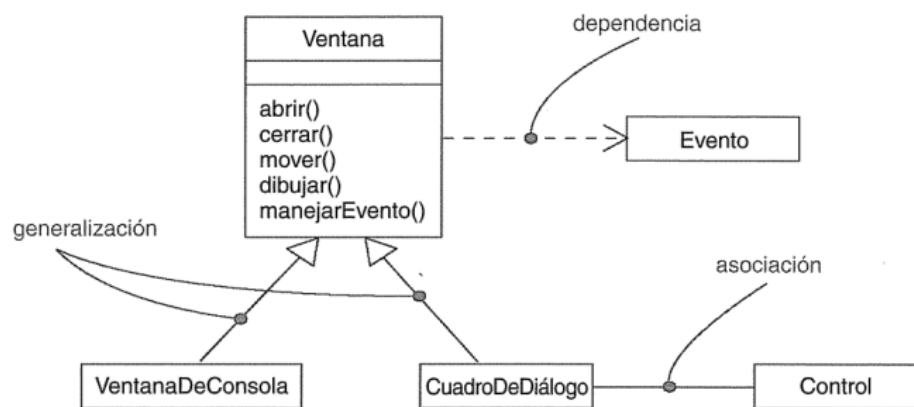 dependencia
Ventana
abrir()
cerrar()
mover()
dibujar()
manejarEvento()
Evento
generalización
asociación
VentanaDeConsola
CuadroDeDiálogo
Control